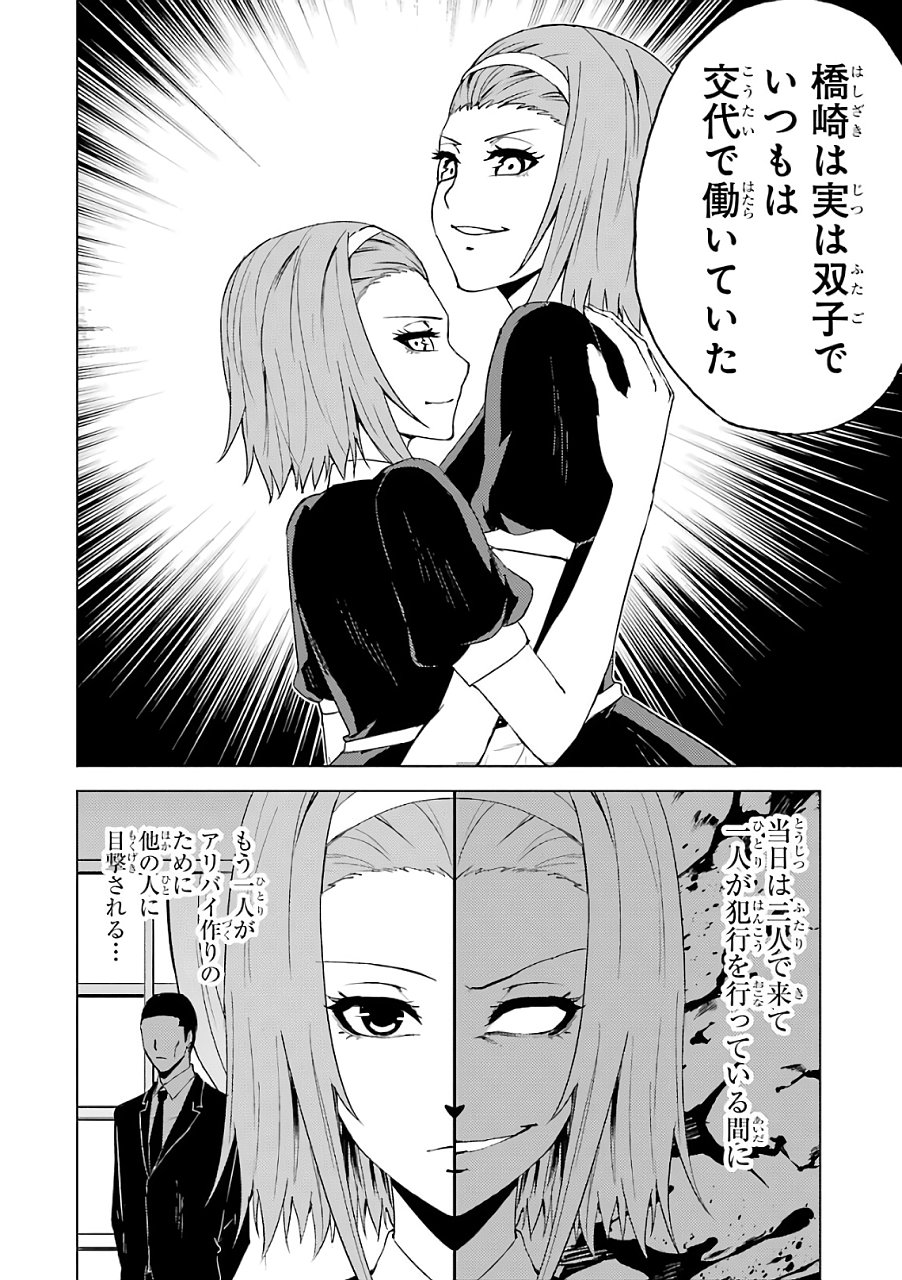 橋崎は実は双子で
いつもは
交代で働いていた
当日は二人で来て
一人が犯行を行っている間に
もう一人が
アリバイ作りの
ために
他の人に
目撃される…